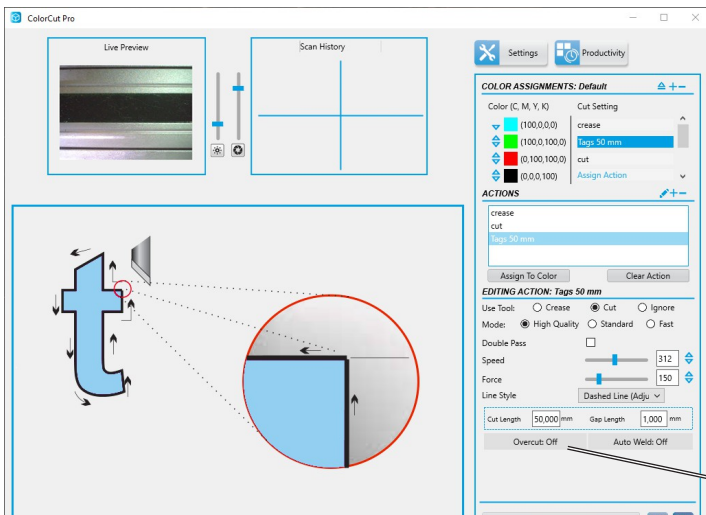 ColorCut Pro
Live Preview
Scan History
Settings
Productivity
COLOR ASSIGNMENTS: Default
Color (C, M, Y, K) Cut Setting
(100,0,0,0) crease
(100,0,100,0) Tags 50 mm
(0,100,100,0) cut
(0,0,0,100) Assign Action
ACTIONS
crease
cut
Tags 50 mm
Assign To Color Clear Action
EDITING ACTION: Tags 50 mm
Use Tool: Crease Cut Ignore
Mode: High Quality Standard Fast
Double Pass
Speed 312
Force 150
Line Style Dashed Line (Adju
Cut Length 50,000 mm Gap Length 1,000 mm
Overcut: Off Auto Weld: Off
t